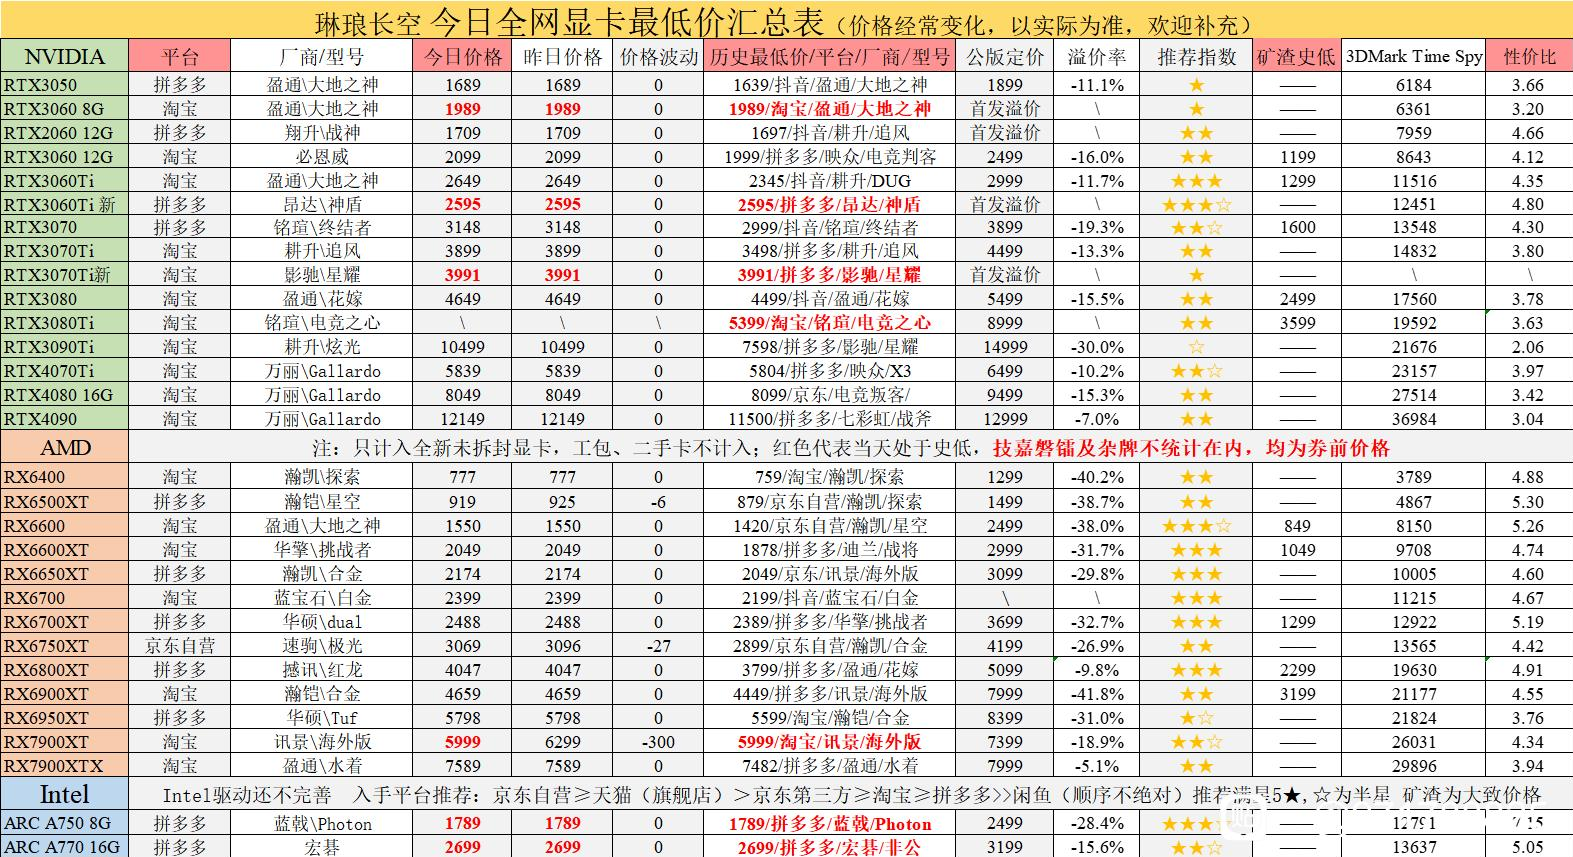 琳琅长空 今日全网显卡最低价汇总表（价格经常变化，以实际为准，欢迎补充）
NVIDIA 平台 厂商/型号 今日价格 昨日价格 价格波动 历史最低价/平台/厂商/型号 公版定价 溢价率 推荐指数 矿渣史低 3DMark Time Spy 性价比
RTX3050 拼多多 盈通\大地之神 1689 1689 0 1639/抖音/盈通/大地之神 1899 -11.1% ★ —— 6184 3.66
RTX3060 8G 淘宝 盈通\大地之神 1989 1989 0 1989/淘宝/盈通/大地之神 首发溢价 \ ★ —— 6361 3.20
RTX2060 12G 拼多多 翔升\战神 1709 1709 0 1697/抖音/耕升/追风 首发溢价 \ ★★ —— 7959 4.66
RTX3060 12G 淘宝 必恩威 2099 2099 0 1999/拼多多/映众/电竞判客 2499 -16.0% ★★ 1199 8643 4.12
RTX3060Ti 淘宝 盈通\大地之神 2649 2649 0 2345/抖音/耕升/DUG 2999 -11.7% ★★★ 1299 11516 4.35
RTX3060Ti 新 拼多多 昂达\神盾 2595 2595 0 2595/拼多多/昂达/神盾 首发溢价 \ ★★★☆ —— 12451 4.80
RTX3070 拼多多 铭瑄\终结者 3148 3148 0 2999/抖音/铭瑄/终结者 3899 -19.3% ★★☆ 1600 13548 4.30
RTX3070Ti 淘宝 耕升\追风 3899 3899 0 3498/拼多多/耕升/追风 4499 -13.3% ★★ —— 14832 3.80
RTX3070Ti新 淘宝 影驰\星耀 3991 3991 0 3991/拼多多/影驰/星耀 首发溢价 \ ★ —— \ \
RTX3080 淘宝 盈通\花嫁 4649 4649 0 4499/抖音/盈通/花嫁 5499 -15.5% ★★ 2499 17560 3.78
RTX3080Ti 淘宝 铭瑄\电竞之心 \ \ \ 5399/淘宝/铭瑄/电竞之心 8999 \ ★★ 3599 19592 3.63
RTX3090Ti 淘宝 耕升\炫光 10499 10499 0 7598/拼多多/影驰/星耀 14999 -30.0% ☆ —— 21676 2.06
RTX4070Ti 淘宝 万丽\Gallardo 5839 5839 0 5804/拼多多/映众/X3 6499 -10.2% ★★☆ —— 23157 3.97
RTX4080 16G 淘宝 万丽\Gallardo 8049 8049 0 8099/京东/电竞叛客/ 9499 -15.3% ★★ —— 27514 3.42
RTX4090 淘宝 万丽\Gallardo 12149 12149 0 11500/拼多多/七彩虹/战斧 12999 -7.0% ★★ —— 36984 3.04
AMD 注：只计入全新未拆封显卡，工包、二手卡不计入；红色代表当天处于史低，技嘉磐镭及杂牌不统计在内，均为券前价格
RX6400 淘宝 瀚凯\探索 777 777 0 759/淘宝/瀚凯/探索 1299 -40.2% ★★ —— 3789 4.88
RX6500XT 拼多多 瀚铠\星空 919 925 -6 879/京东自营/瀚凯/探索 1499 -38.7% ★★ —— 4867 5.30
RX6600 淘宝 盈通\大地之神 1550 1550 0 1420/京东自营/瀚凯/星空 2499 -38.0% ★★★☆ 849 8150 5.26
RX6600XT 淘宝 华擎\挑战者 2049 2049 0 1878/拼多多/迪兰/战将 2999 -31.7% ★★★ 1049 9708 4.74
RX6650XT 拼多多 瀚凯\合金 2174 2174 0 2049/京东/讯景/海外版 3099 -29.8% ★★★ —— 10005 4.60
RX6700 淘宝 蓝宝石\白金 2399 2399 0 2199/抖音/蓝宝石/白金 \ \ ★★★ —— 11215 4.67
RX6700XT 拼多多 华硕\dual 2488 2488 0 2389/拼多多/华擎/挑战者 3699 -32.7% ★★★ 1299 12922 5.19
RX6750XT 京东自营 速驹\极光 3069 3096 -27 2899/京东自营/瀚凯/合金 4199 -26.9% ★★ —— 13565 4.42
RX6800XT 拼多多 撼讯\红龙 4047 4047 0 3799/拼多多/盈通/花嫁 5099 -9.8% ★★★ 2299 19630 4.91
RX6900XT 淘宝 瀚铠\合金 4659 4659 0 4449/拼多多/讯景/海外版 7999 -41.8% ★★ 3199 21177 4.55
RX6950XT 拼多多 华硕\Tuf 5798 5798 0 5599/淘宝/瀚铠/合金 8399 -31.0% ★☆ —— 21824 3.76
RX7900XT 淘宝 讯景\海外版 5999 6299 -300 5999/淘宝/讯景/海外版 7399 -18.9% ★★☆ —— 26031 4.34
RX7900XTX 淘宝 盈通\水着 7589 7589 0 7482/拼多多/盈通/水着 7999 -5.1% ★★ —— 29896 3.94
Intel Intel驱动还不完善 入手平台推荐：京东自营≥天猫（旗舰店）＞京东第三方≥淘宝≥拼多多>>闲鱼（顺序不绝对）推荐满星5★,☆为半星 矿渣为大致价格
ARC A750 8G 拼多多 蓝戟\Photon 1789 1789 0 1789/拼多多/蓝戟/Photon 2499 -28.4% ★★★ 12791
ARC A770 16G 拼多多 宏碁 2699 2699 0 2699/拼多多/宏碁/非公 3199 -15.6% ★★☆ —— 13637 5.05